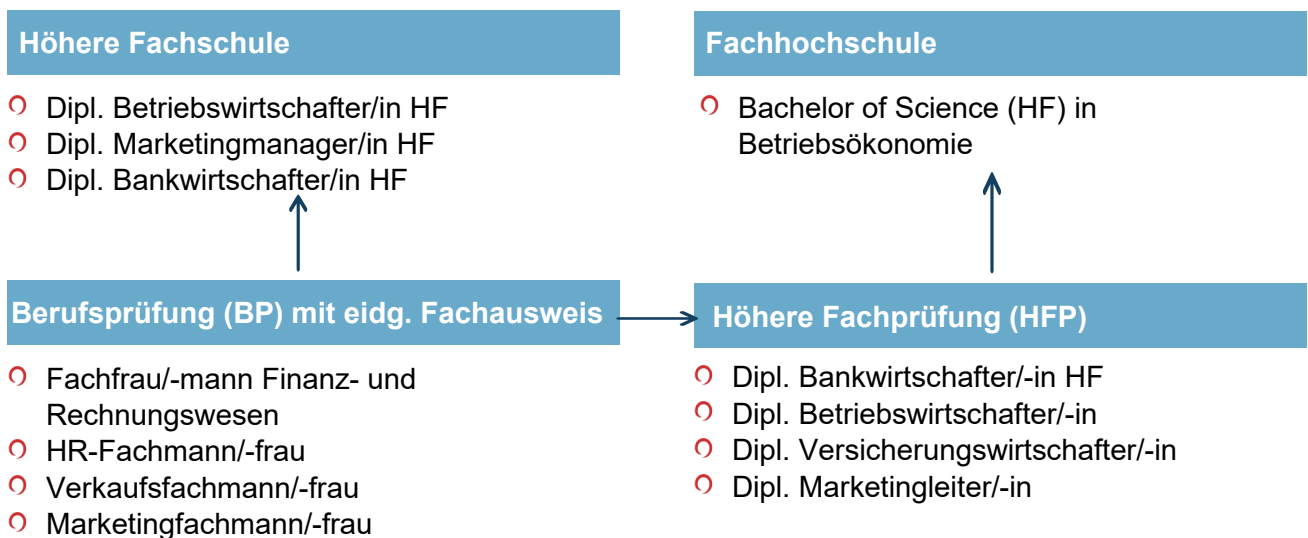 Höhere Fachschule
Dipl. Betriebswirtschafter/in HF
Dipl. Marketingmanager/in HF
Dipl. Bankwirtschafter/in HF
Fachhochschule
Bachelor of Science (HF) in
Betriebsökonomie
Berufsprüfung (BP) mit eidg. Fachausweis
Fachfrau/-mann Finanz- und
Rechnungswesen
HR-Fachmann/-frau
Verkaufsfachmann/-frau
Marketingfachmann/-frau
Höhere Fachprüfung (HFP)
Dipl. Bankwirtschafter/-in HF
Dipl. Betriebswirtschafter/-in
Dipl. Versicherungswirtschafter/-in
Dipl. Marketingleiter/-in